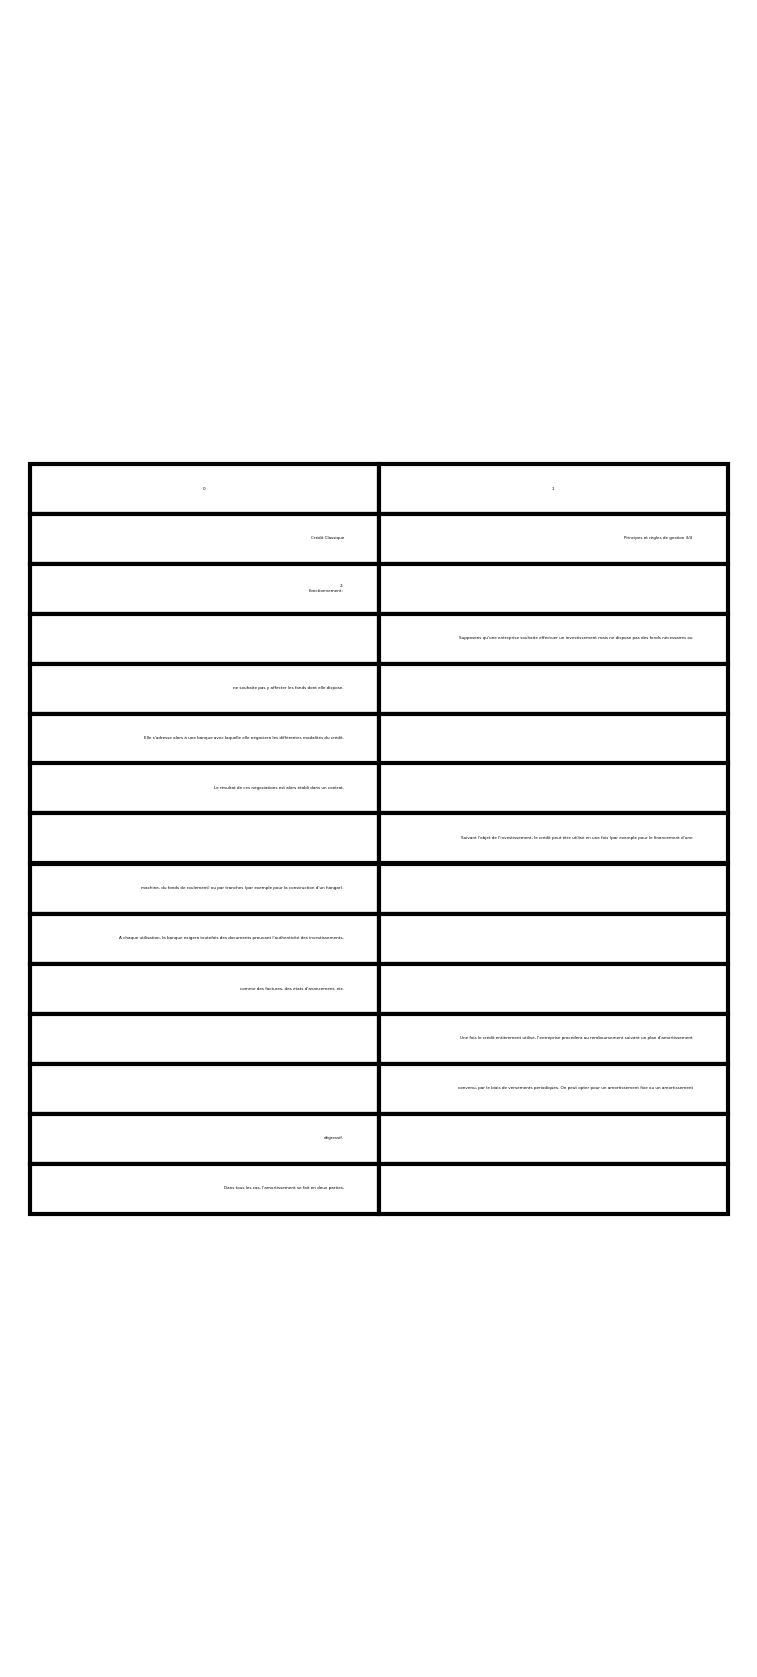 0
1
Crédit Classique
Principes et règles de gestion 3/4
2.
Fonctionnement:
Supposons qu'une entreprise souhaite effectuer un investissement mais ne dispose pas des fonds nécessaires ou
ne souhaite pas y affecter les fonds dont elle dispose.
Elle s'adresse alors à une banque avec laquelle elle négociera les différentes modalités du crédit.
Le résultat de ces négociations est alors établi dans un contrat.
Suivant l'objet de l'investissement, le crédit peut être utilisé en une fois (par exemple pour le financement d'une
machine, du fonds de roulement) ou par tranches (par exemple pour la construction d'un hangar).
A chaque utilisation, la banque exigera toutefois des documents prouvant l'authenticité des investissements,
comme des factures, des états d'avancement, etc.
Une fois le crédit entièrement utilisé, l'entreprise procédera au remboursement suivant un plan d'amortissement
convenu, par le biais de versements périodiques. On peut opter pour un amortissement fixe ou un amortissement
dégressif.
Dans tous les cas, l'amortissement se fait en deux parties.